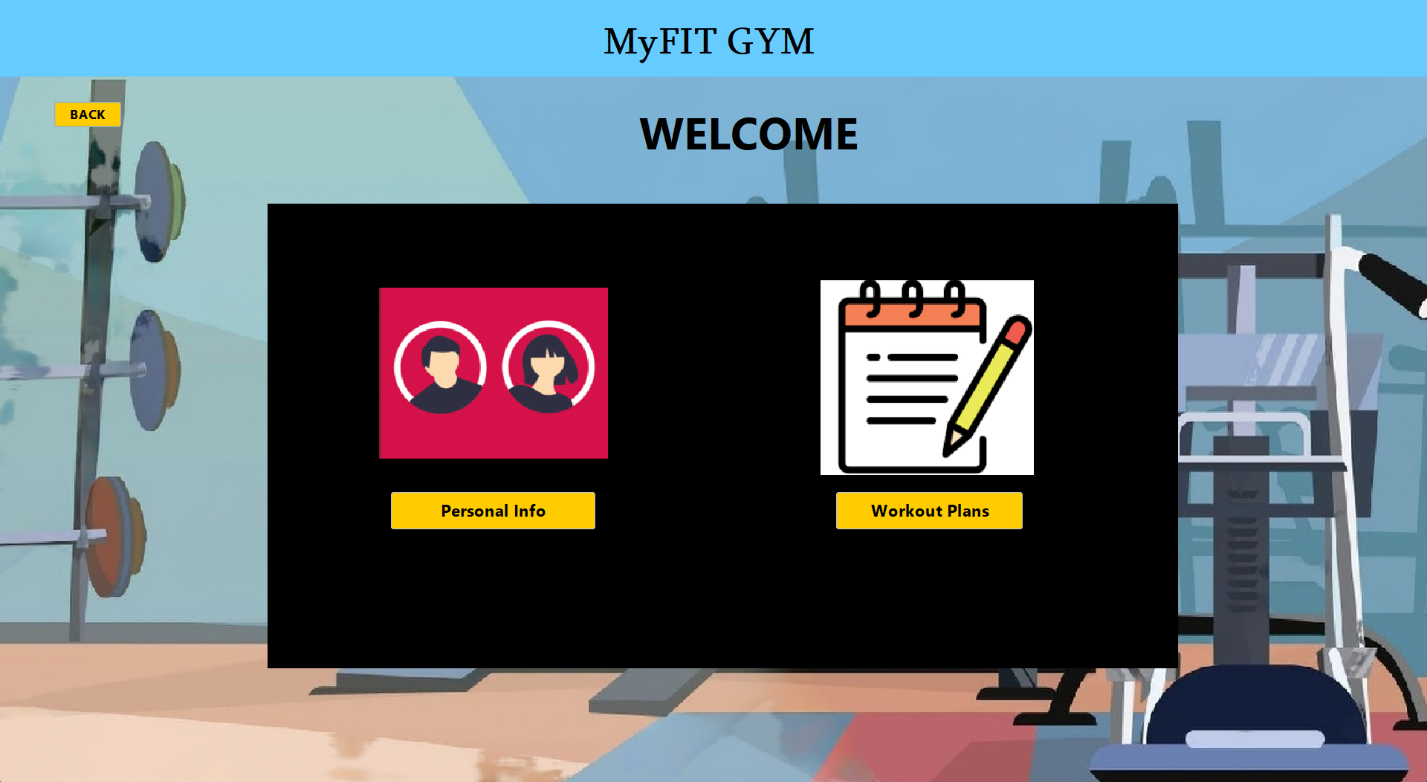 MyFIT GYM
BACK
WELCOME
Personal Info
Workout Plans